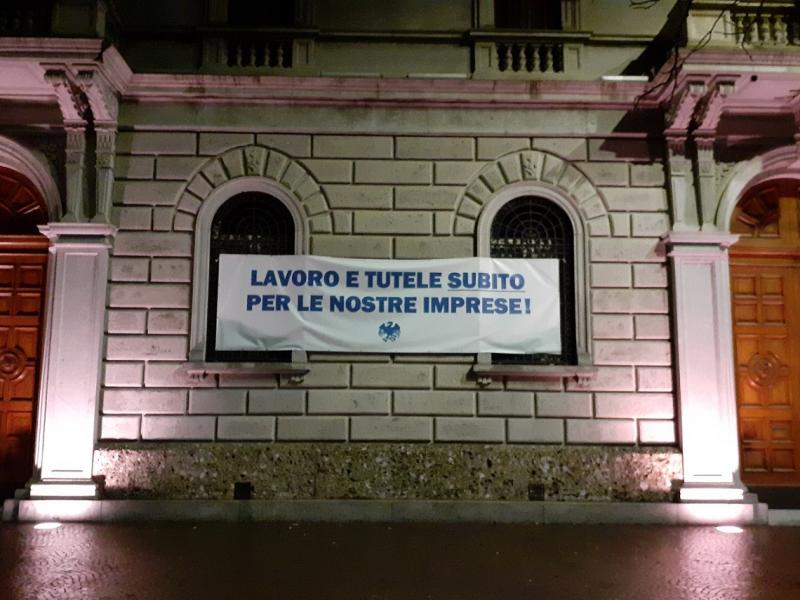 LAVORO E TUTELE SUBITO
PER LE NOSTRE IMPRESE!